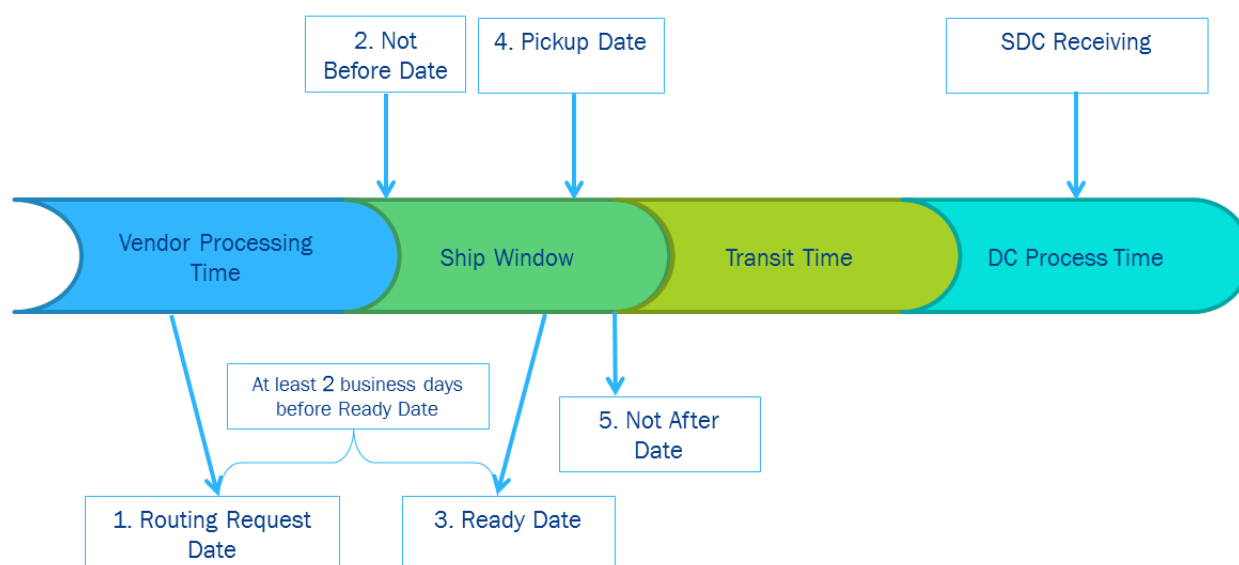 2. Not
Before Date
4. Pickup Date
SDC Receiving
Vendor Processing
Time
Ship Window
Transit Time
DC Process Time
At least 2 business days
before Ready Date
5. Not After
Date
1. Routing Request
Date
3. Ready Date